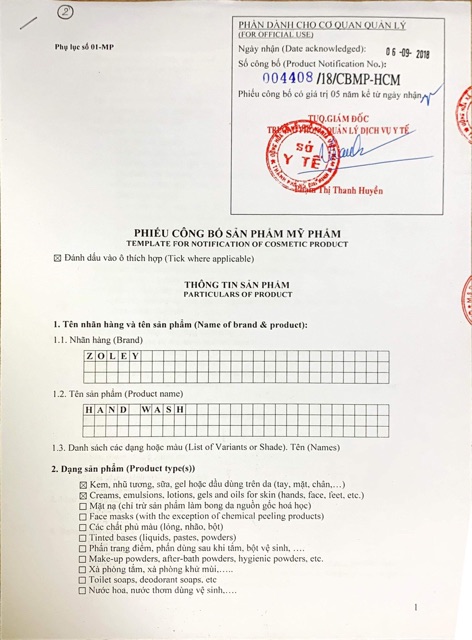 2
Phụ lục số 01-MP
PHẦN DÀNH CHO CƠ QUAN QUẢN LÝ
(FOR OFFICIAL USE)
Ngày nhận (Date acknowledged): 06-09-2018
Số công bố (Product Notification No.):
004408/18/CBMP-HCM
Phiếu công bố có giá trị 05 năm kể từ ngày nhận
TUQ.GIÁM ĐỐC
QUẢN LÝ DỊCH VỤ Y TẾ
SỞ
Y TẾ
Phạm Thị Thanh Huyền
PHIẾU CÔNG BỐ SẢN PHẨM MỸ PHẨM
TEMPLATE FOR NOTIFICATION OF COSMETIC PRODUCT
☒ Đánh dấu vào ô thích hợp (Tick where applicable)
THÔNG TIN SẢN PHẨM
PARTICULARS OF PRODUCT
1. Tên nhãn hàng và tên sản phẩm (Name of brand & product):
1.1. Nhãn hàng (Brand)
ZOLEY
1.2. Tên sản phẩm (Product name)
HAND WASH
1.3. Danh sách các dạng hoặc màu (List of Variants or Shade). Tên (Names)
2. Dạng sản phẩm (Product type(s))
☒ Kem, nhũ tương, sữa, gel hoặc dầu dùng trên da (tay, mặt, chân,…)
☒ Creams, emulsions, lotions, gels and oils for skin (hands, face, feet, etc.)
☐ Mặt nạ (chỉ trừ sản phẩm làm bong da nguồn gốc hoá học)
☐ Face masks (with the exception of chemical peeling products)
☐ Các chất phủ màu (lỏng, nhão, bột)
☐ Tinted bases (liquids, pastes, powders)
☐ Phấn trang điểm, phấn dùng sau khi tắm, bột vệ sinh, ….
☐ Make-up powders, after-bath powders, hygienic powders, etc.
☐ Xà phòng tắm, xà phòng khử mùi,…..
☐ Toilet soaps, deodorant soaps, etc
☐ Nước hoa, nước thơm dùng vệ sinh,….
1